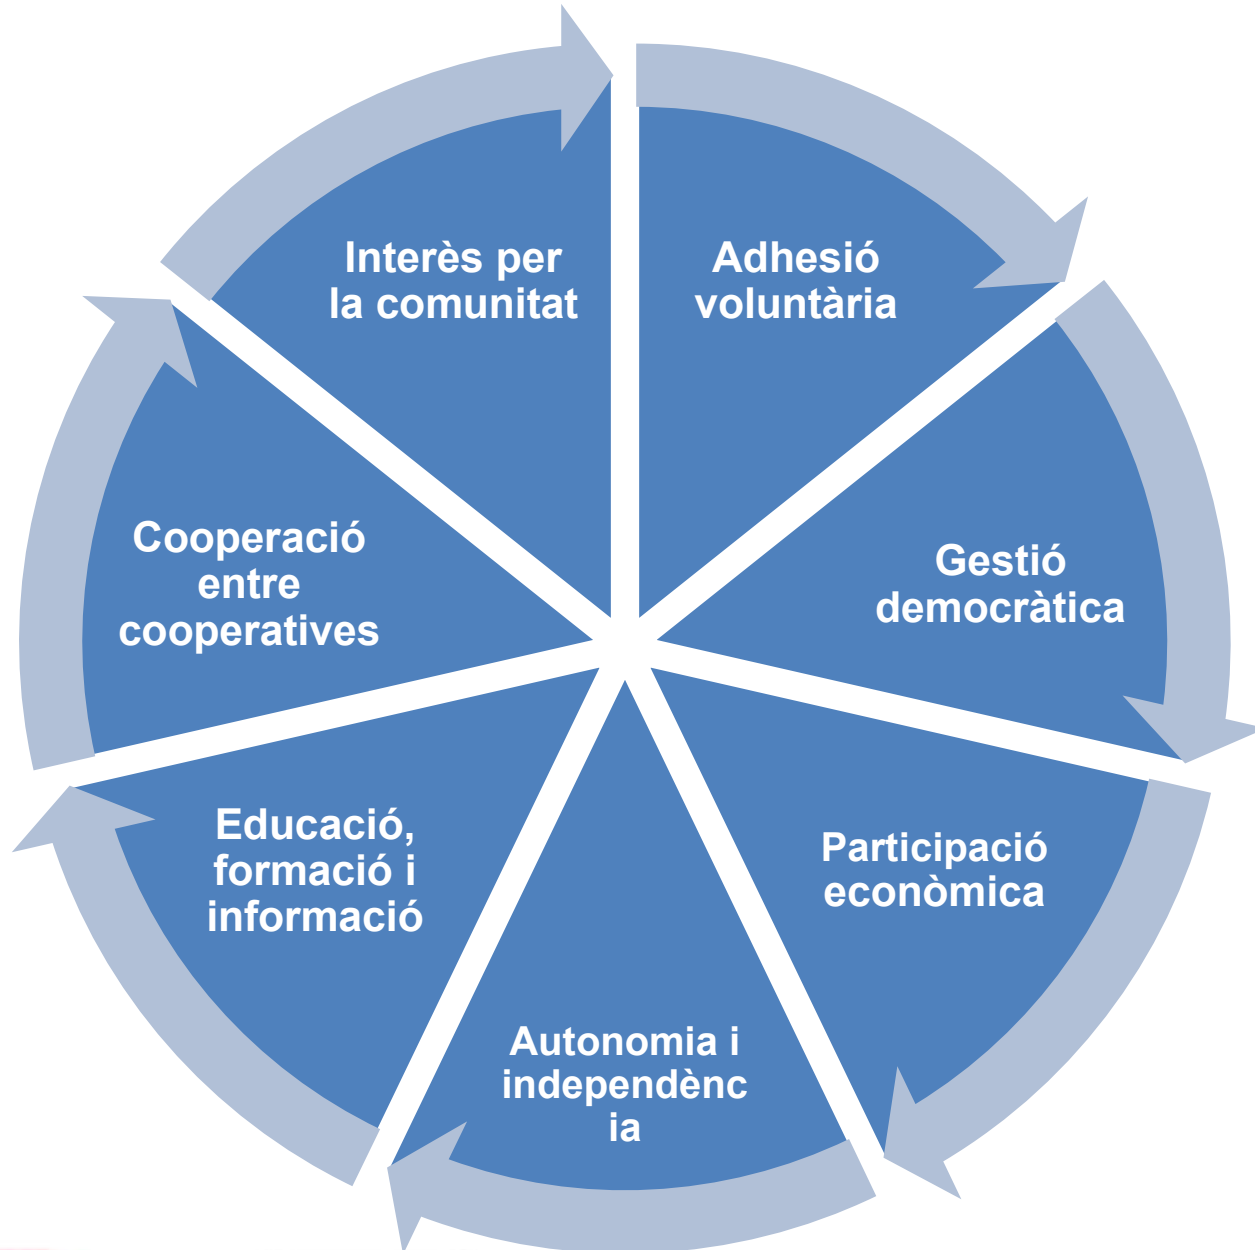 Adhesió
voluntària
Gestió
democràtica
Participació
econòmica
Autonomia i
independènc
ia
Educació,
formació i
informació
Cooperació
entre
cooperatives
Interès per
la comunitat